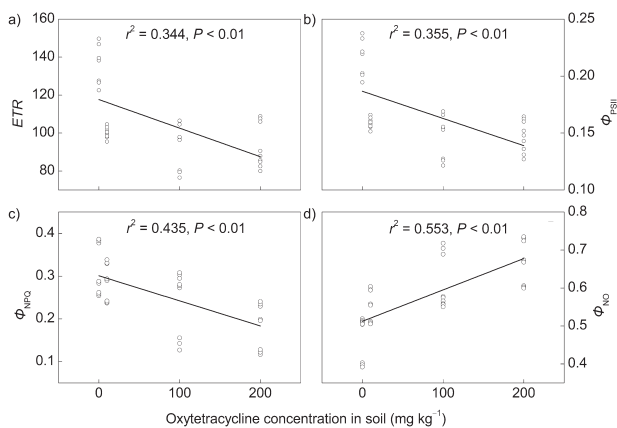 a)
160
140
120
100
80
ETR
r² = 0.344, P < 0.01
b)
r² = 0.355, P < 0.01
0.25
0.20
0.15
0.10
Φ_PSII
c)
0.4
0.3
0.2
0.1
Φ_NPQ
r² = 0.435, P < 0.01
0
100
200
d)
r² = 0.553, P < 0.01
0.8
0.7
0.6
0.5
0.4
Φ_NO
0
100
200
Oxytetracycline concentration in soil (mg kg⁻¹)